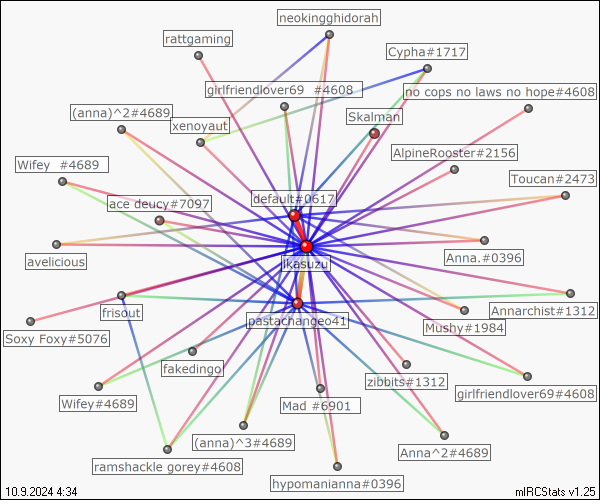 neokingghidorah
rattgaming
Cypha#1717
girlfriendlover69 #4608
no cops no laws no hope#4608
(anna)^2#4689
xenoyaut
Skalman
AlpineRooster#2156
Wifey #4689
Toucan#2473
default#0617
ace deucy#7097
avelicious
Anna.#0396
ikasuzu
frisout
Annarchist#1312
pastachangeo41
Soxy Foxy#5076
Mushy#1984
fakedingo
zibbits#1312
girlfriendlover69#4608
Wifey#4689
Mad #6901
(anna)^3#4689
Anna^2#4689
ramshackle gorey#4608
hypomanianna#0396
10.9.2024 4:34
mIRCStats v1.25